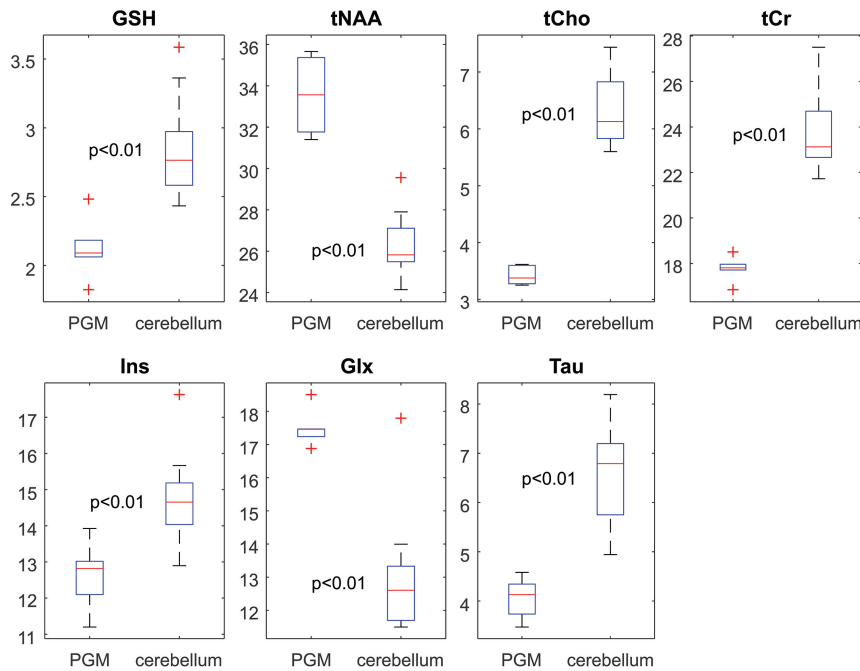 GSH
3.5
3
2.5
2
p<0.01
PGM
cerebellum
tNAA
36
34
32
30
28
26
24
p<0.01
PGM
cerebellum
tCho
7
6
5
4
3
p<0.01
PGM
cerebellum
tCr
28
26
24
22
20
18
p<0.01
PGM
cerebellum
Ins
17
16
15
14
13
12
11
p<0.01
PGM
cerebellum
Glx
18
17
16
15
14
13
12
p<0.01
PGM
cerebellum
Tau
8
7
6
5
4
p<0.01
PGM
cerebellum